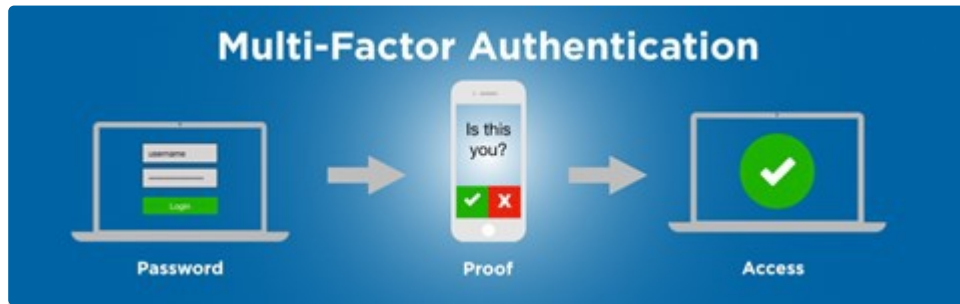 Multi-Factor Authentication
username
Login
Is this
you?
Password
Proof
Access